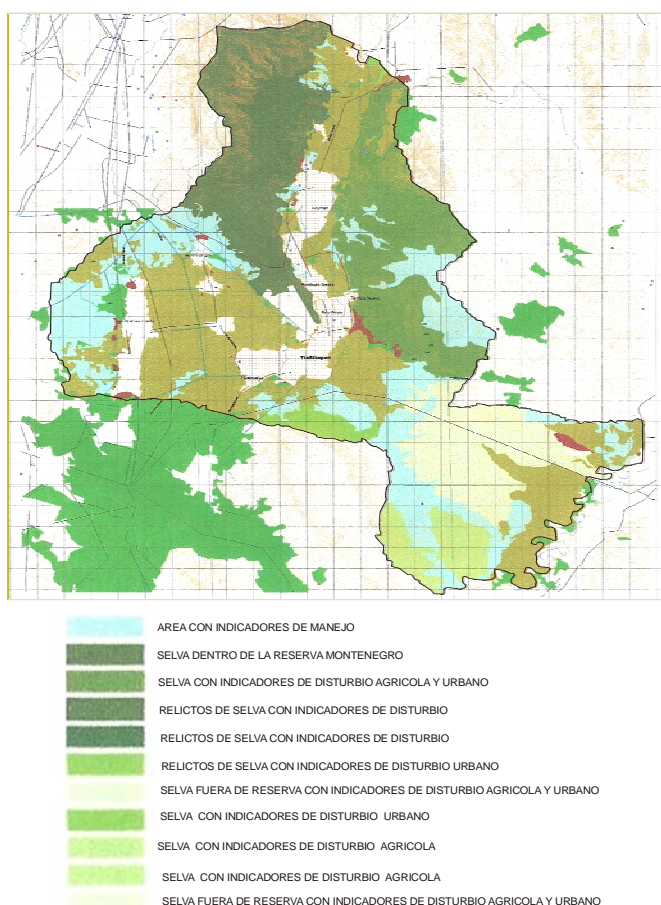 AREA CON INDICADORES DE MANEJO
SELVA DENTRO DE LA RESERVA MONTENEGRO
SELVA CON INDICADORES DE DISTURBIO AGRICOLA Y URBANO
RELICTOS DE SELVA CON INDICADORES DE DISTURBIO
RELICTOS DE SELVA CON INDICADORES DE DISTURBIO
RELICTOS DE SELVA CON INDICADORES DE DISTURBIO URBANO
SELVA FUERA DE RESERVA CON INDICADORES DE DISTURBIO AGRICOLA Y URBANO
SELVA CON INDICADORES DE DISTURBIO URBANO
SELVA CON INDICADORES DE DISTURBIO AGRICOLA
SELVA CON INDICADORES DE DISTURBIO AGRICOLA
SELVA FUERA DE RESERVA CON INDICADORES DE DISTURBIO AGRICOLA Y URBANO